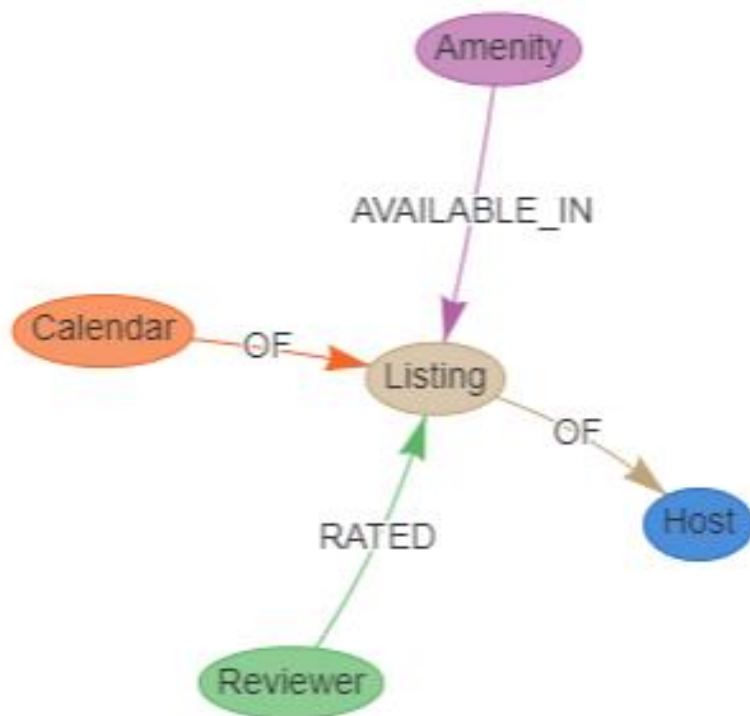 Amenity
AVAILABLE_IN
Calendar
OF
Listing
OF
Host
RATED
Reviewer